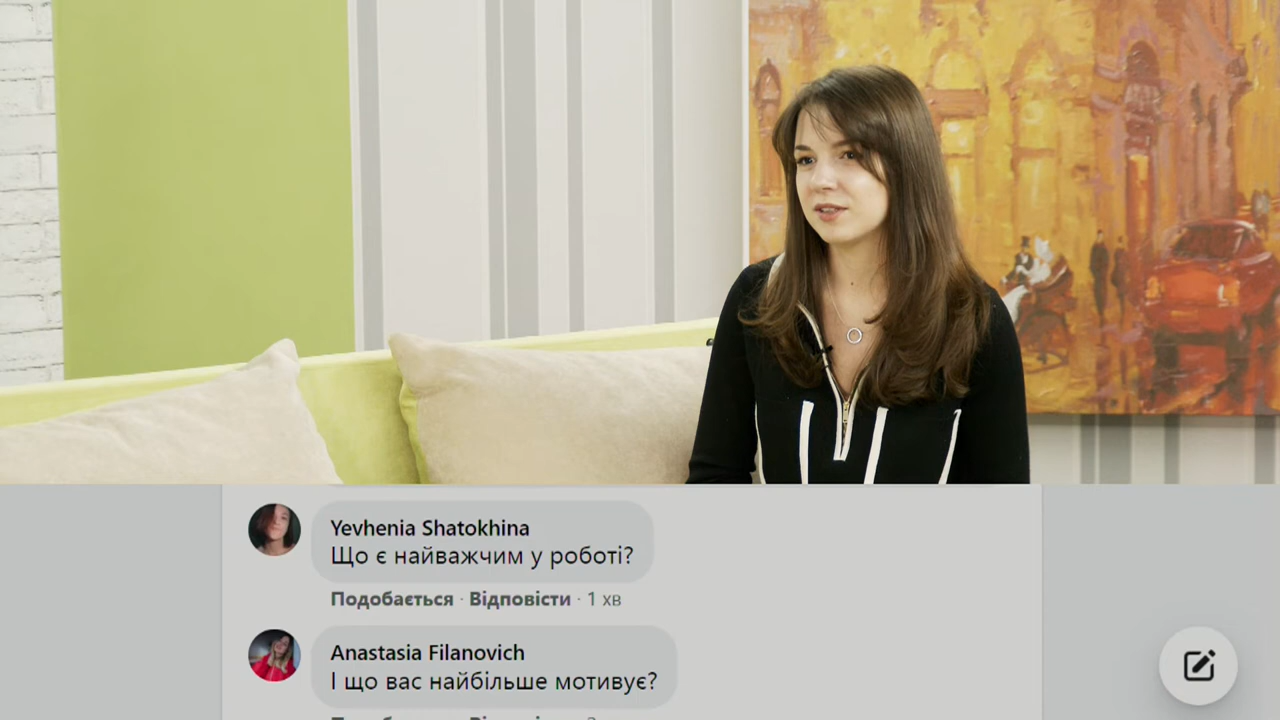 Yevhenia Shatokhina
Що є найважчим у роботі?
Подобається · Відповісти · 1 хв
Anastasia Filanovich
І що вас найбільше мотивує?